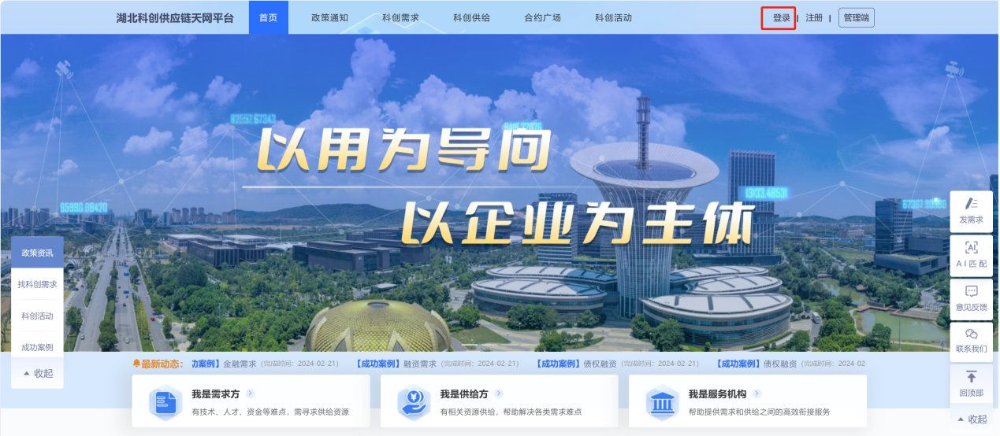 湖北科创供应链天网平台 首页 政策通知 科创需求 科创供给 合约广场 科创活动 登录 | 注册 | 管理端
82557.67343
以用为导向
以企业为主体
13133.48531
65980.08420
政策资讯
找科创需求
科创活动
成功案例
收起
发需求
AI匹配
意见反馈
联系我们
回顶部
收起
最新动态： 功案例】金融需求（完成时间：2024-02-21） 【成功案例】融资需求（完成时间：2024-02-21） 【成功案例】债权融资（完成时间：2024-02-21） 【成功案例】债权融资（完成时间：2024-02
我是需求方
有技术、人才、资金等难点，需寻求供给资源
我是供给方
有相关资源供给，帮助解决各类需求难点
我是服务机构
帮助提供需求和供给之间的高效衔接服务